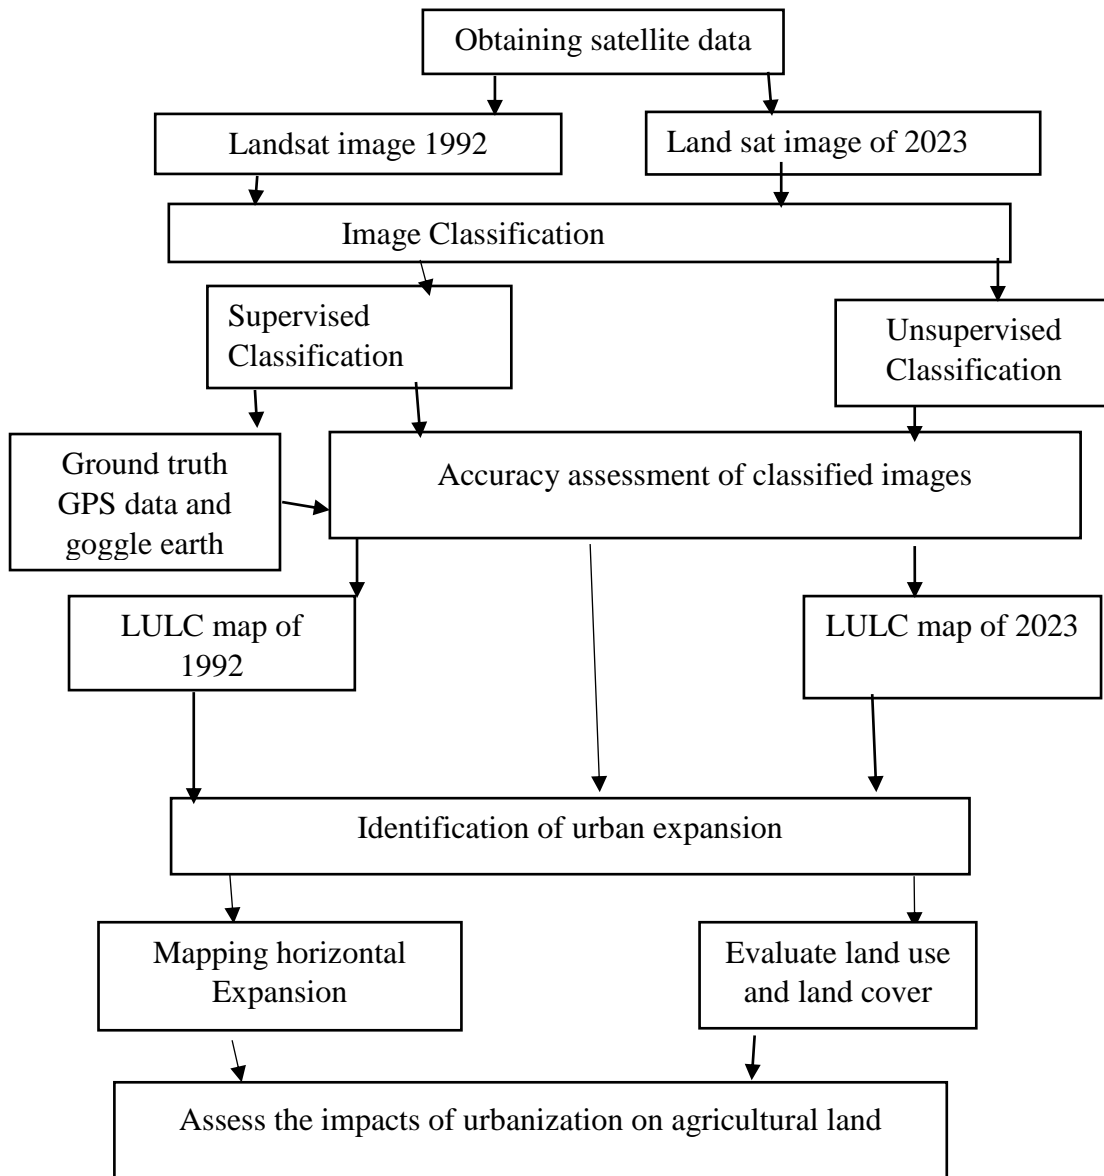 Obtaining satellite data
Landsat image 1992
Land sat image of 2023
Image Classification
Supervised
Classification
Unsupervised
Classification
Ground truth
GPS data and
goggle earth
Accuracy assessment of classified images
LULC map of
1992
LULC map of 2023
Identification of urban expansion
Mapping horizontal
Expansion
Evaluate land use
and land cover
Assess the impacts of urbanization on agricultural land